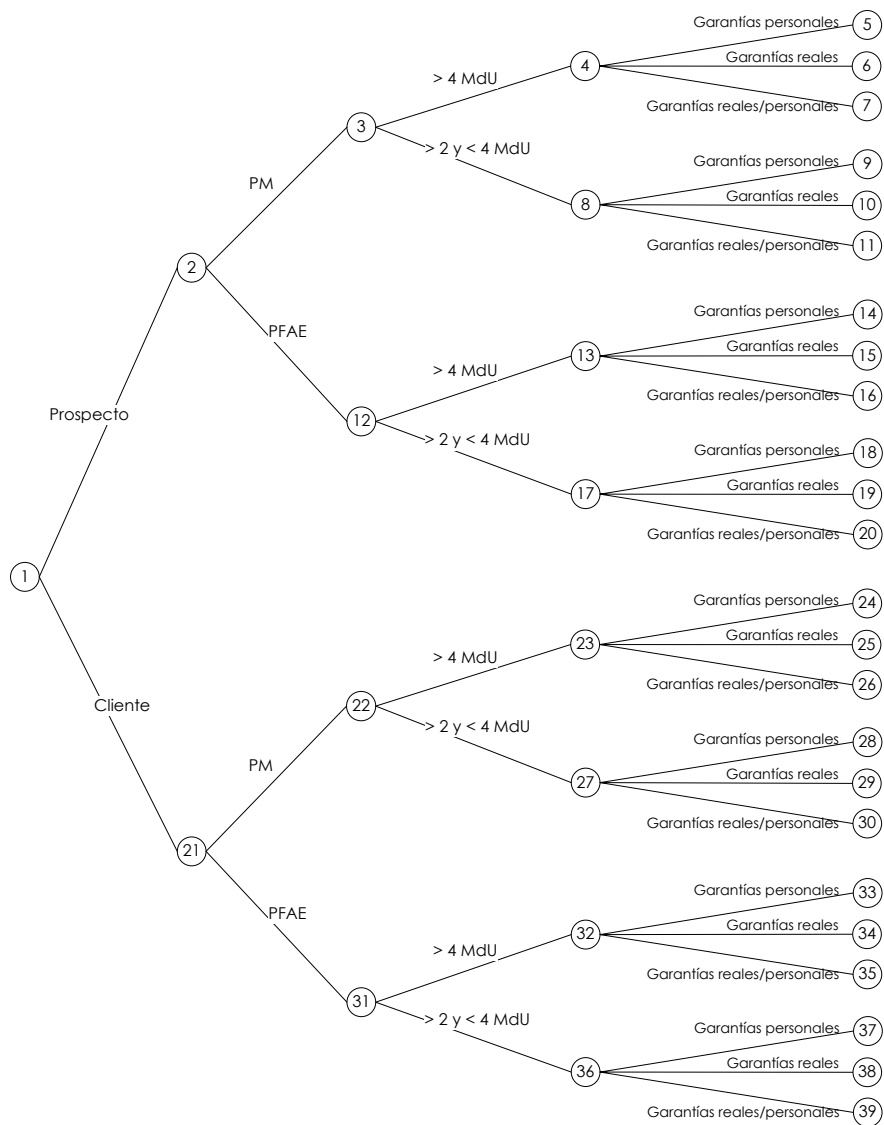 Garantías personales 5
Garantías reales 6
4
> 4 MdU
Garantías reales/personales 7
3
> 2 y < 4 MdU
Garantías personales 9
PM
Garantías reales 10
8
Garantías reales/personales 11
2
Garantías personales 14
PFAE
Garantías reales 15
13
> 4 MdU
Garantías reales/personales 16
Prospecto
12
> 2 y < 4 MdU
Garantías personales 18
Garantías reales 19
17
Garantías reales/personales 20
1
Garantías personales 24
Garantías reales 25
23
> 4 MdU
Garantías reales/personales 26
Cliente
22
> 2 y < 4 MdU
Garantías personales 28
PM
Garantías reales 29
27
Garantías reales/personales 30
21
Garantías personales 33
PFAE
Garantías reales 34
32
> 4 MdU
Garantías reales/personales 35
31
> 2 y < 4 MdU
Garantías personales 37
Garantías reales 38
36
Garantías reales/personales 39